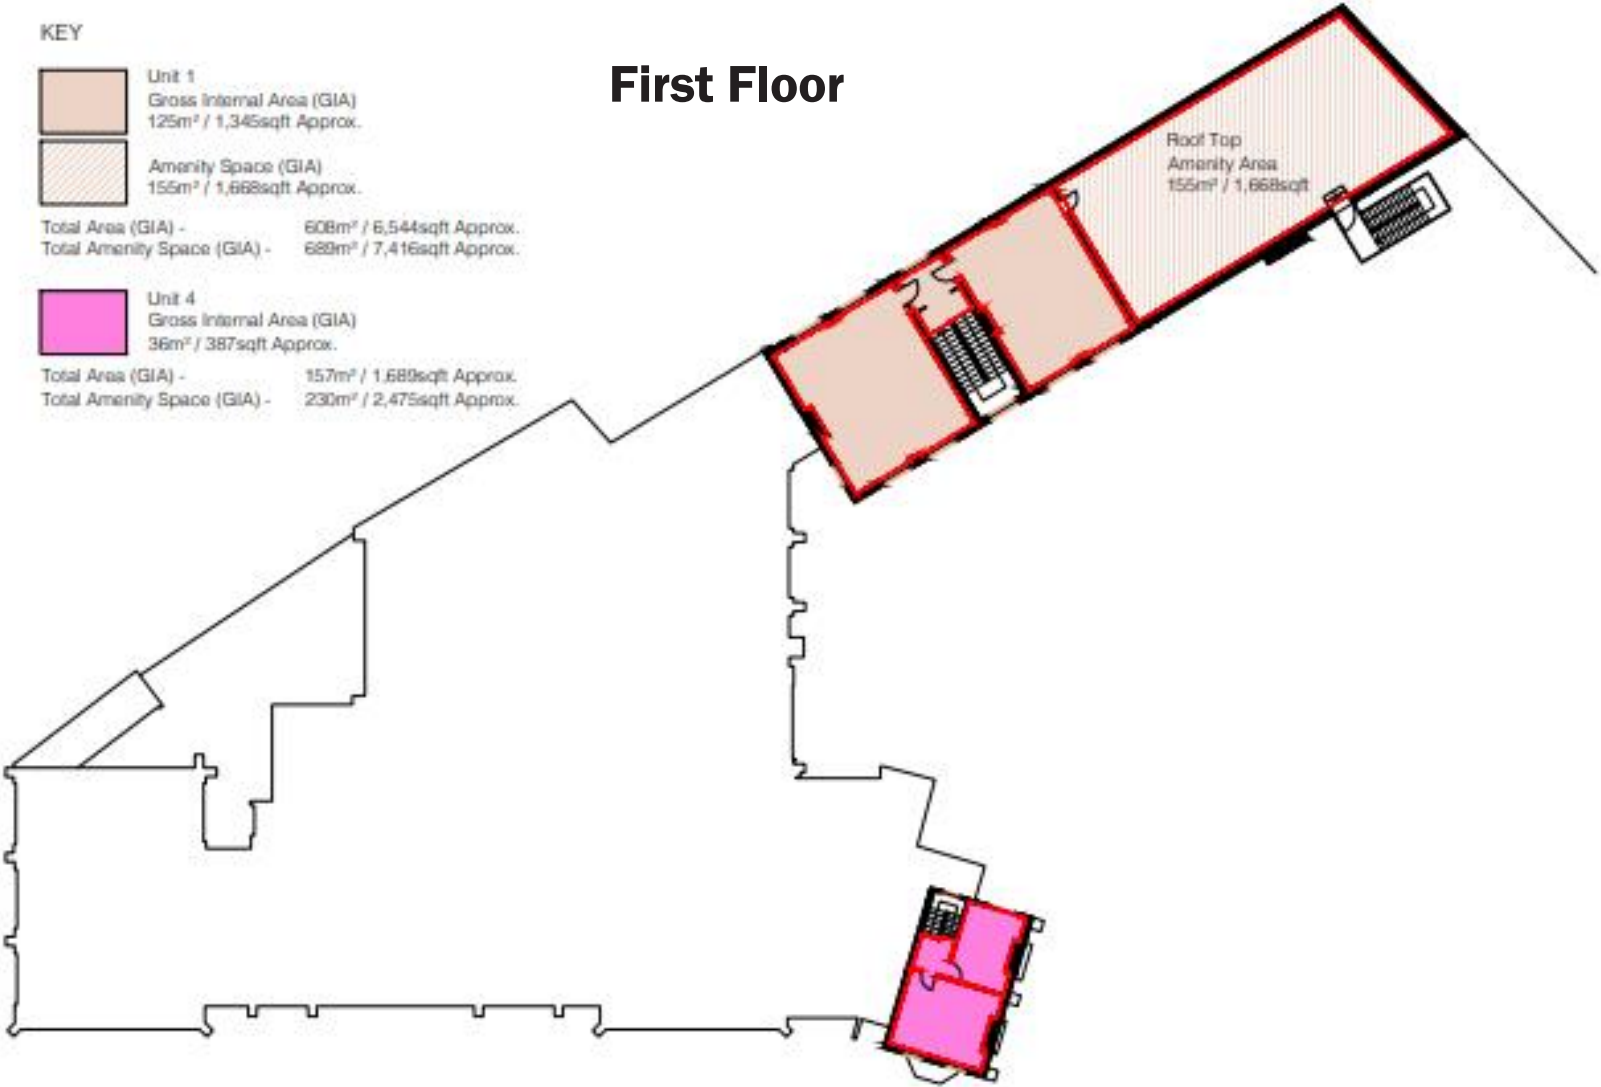 KEY
First Floor
Unit 1
Gross Internal Area (GIA)
125m² / 1,345sqft Approx.
Amenity Space (GIA)
155m² / 1,668sqft Approx.
Total Area (GIA) - 608m² / 6,544sqft Approx.
Total Amenity Space (GIA) - 689m² / 7,416sqft Approx.
Unit 4
Gross Internal Area (GIA)
36m² / 387sqft Approx.
Total Area (GIA) - 157m² / 1,689sqft Approx.
Total Amenity Space (GIA) - 230m² / 2,475sqft Approx.
Roof Top
Amenity Area
155m² / 1,668sqft